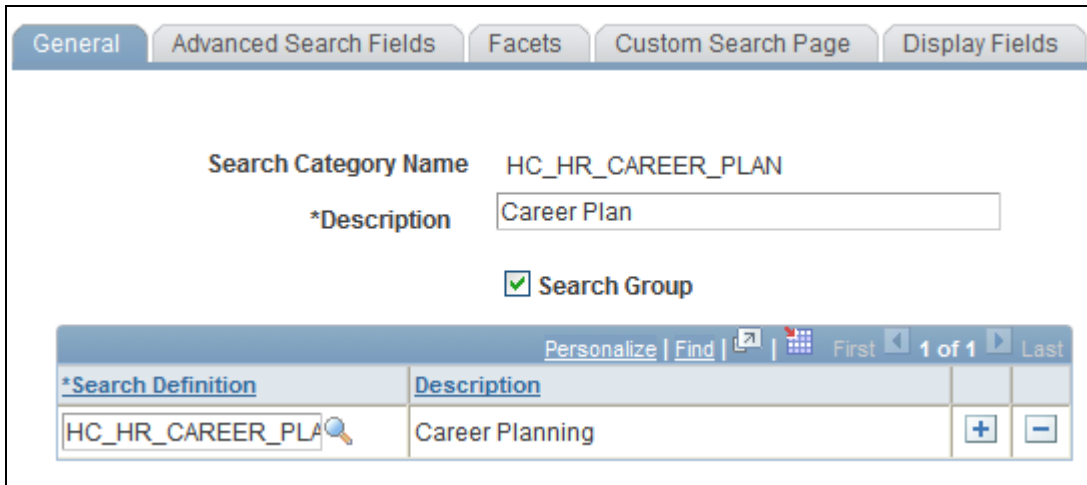 General Advanced Search Fields Facets Custom Search Page Display Fields
Search Category Name HC_HR_CAREER_PLAN
*Description Career Plan
Search Group
Personalize | Find | | First 1 of 1 Last
*Search Definition Description
HC_HR_CAREER_PLA Career Planning